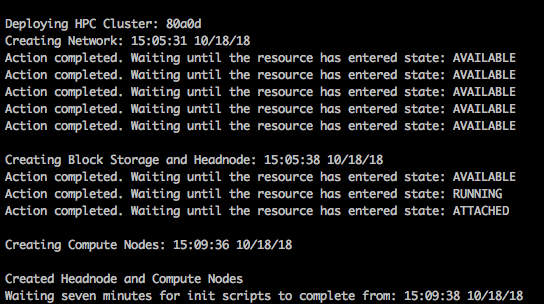 Deploying HPC Cluster: 80a0d
Creating Network: 15:05:31 10/18/18
Action completed. Waiting until the resource has entered state: AVAILABLE
Action completed. Waiting until the resource has entered state: AVAILABLE
Action completed. Waiting until the resource has entered state: AVAILABLE
Action completed. Waiting until the resource has entered state: AVAILABLE
Action completed. Waiting until the resource has entered state: AVAILABLE
Creating Block Storage and Headnode: 15:05:38 10/18/18
Action completed. Waiting until the resource has entered state: AVAILABLE
Action completed. Waiting until the resource has entered state: RUNNING
Action completed. Waiting until the resource has entered state: ATTACHED
Creating Compute Nodes: 15:09:36 10/18/18
Created Headnode and Compute Nodes
Waiting seven minutes for init scripts to complete from: 15:09:38 10/18/18